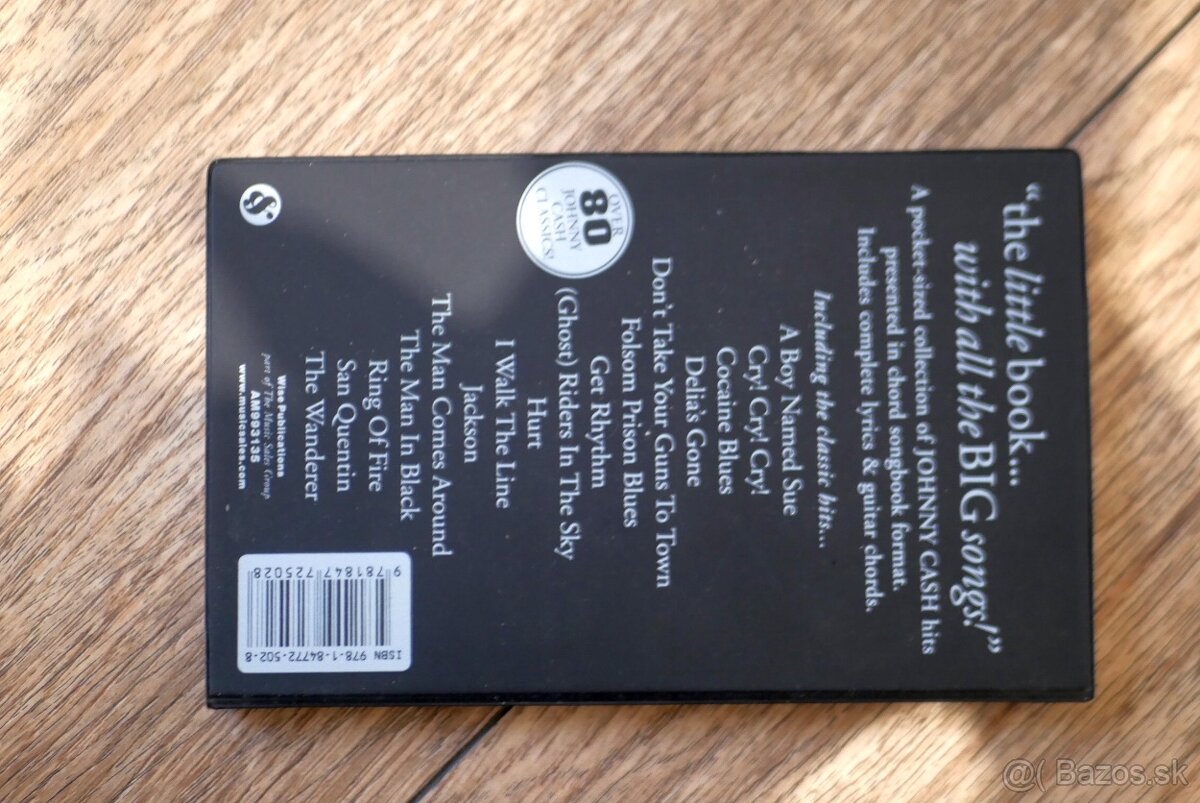 “the little book...
with all the BIG songs!”
A pocket-sized collection of JOHNNY CASH hits
presented in chord songbook format.
Includes complete lyrics & guitar chords.
Including the classic hits...
A Boy Named Sue
Cry! Cry! Cry!
Cocaine Blues
Delia's Gone
Don't Take Your Guns To Town
Folsom Prison Blues
Get Rhythm
(Ghost) Riders In The Sky
Hurt
I Walk The Line
Jackson
The Man Comes Around
The Man In Black
Ring Of Fire
San Quentin
The Wanderer
OVER
80
JOHNNY
CASH
CLASSICS!
Wise Publications
part of The Music Sales Group
AM993135
www.musicsales.com
ISBN 978-1-84772-502-8
9 781847 725028
@( Bazos.sk